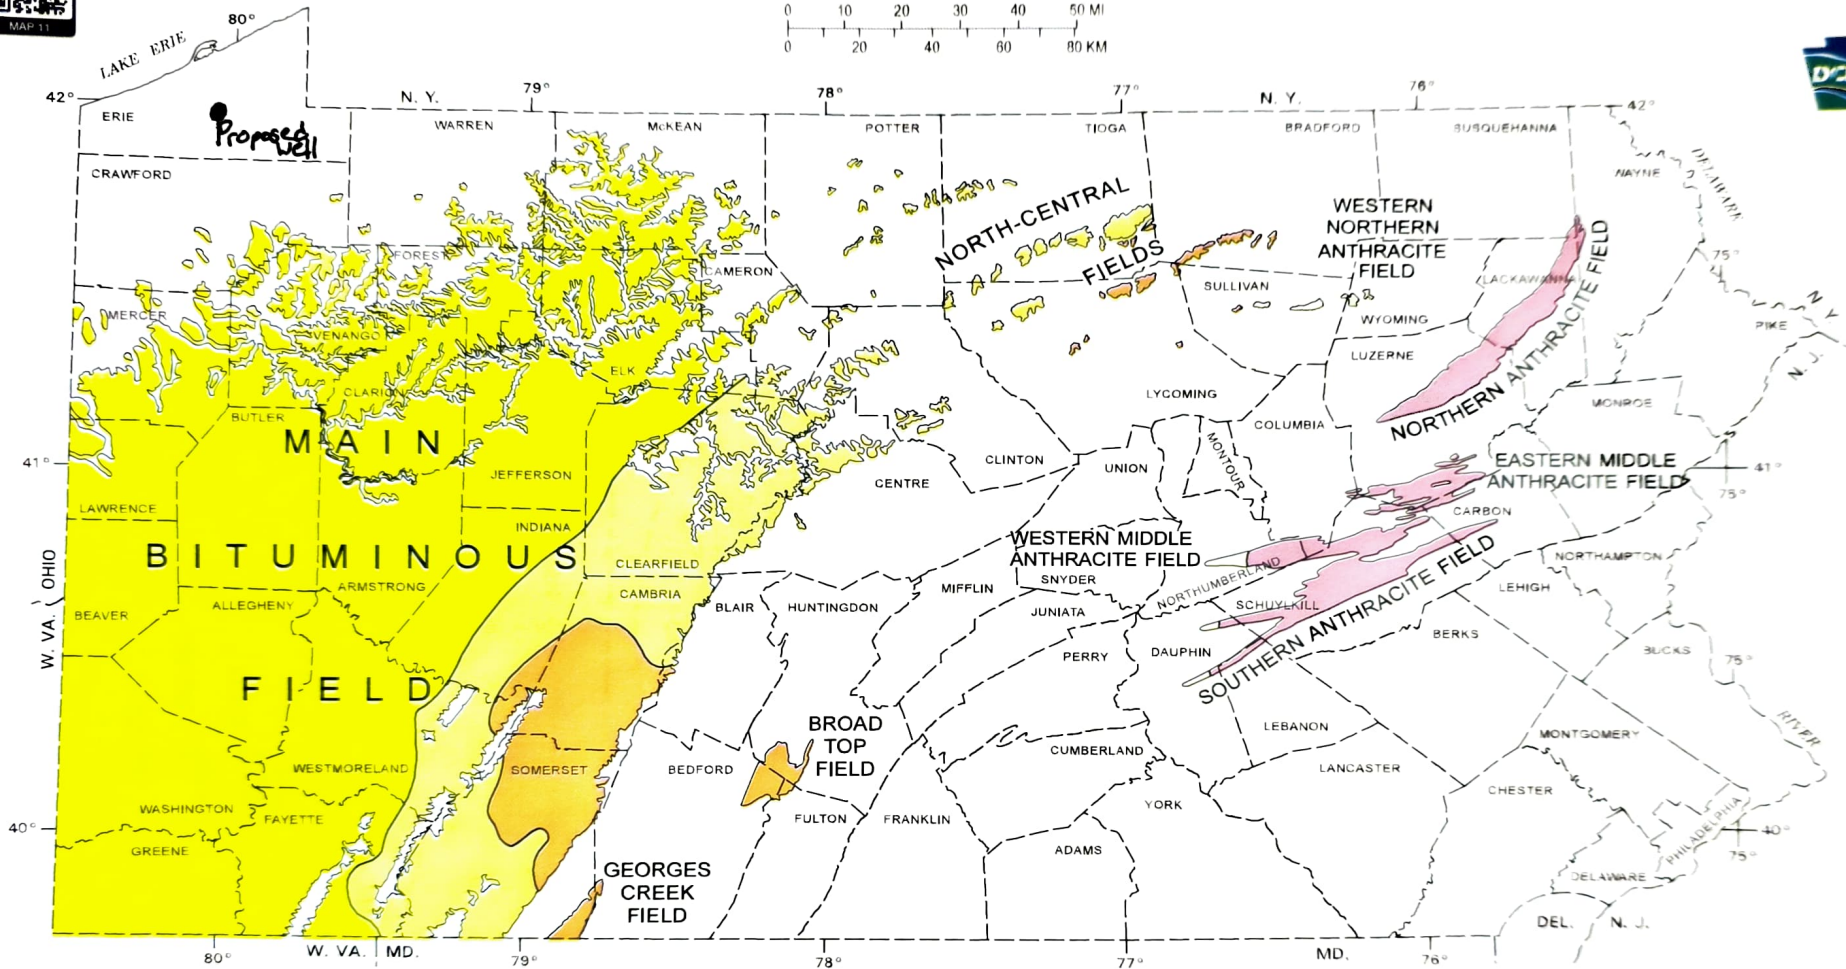 MAP 11
0 10 20 30 40 50 MI
0 20 40 60 80 KM
80°
LAKE ERIE
42°
79°
78°
77°
76°
42°
N. Y.
N. Y.
ERIE
Proposed
well
WARREN
McKEAN
POTTER
TIOGA
BRADFORD
SUSQUEHANNA
CRAWFORD
WAYNE
DELAWARE
NORTH-CENTRAL
FIELDS
WESTERN
NORTHERN
ANTHRACITE
FIELD
FOREST
CAMERON
SULLIVAN
LACKAWANNA
75°
MERCER
VENANGO
WYOMING
N. Y.
PIKE
N. J.
LUZERNE
NORTHERN ANTHRACITE FIELD
ELK
CLARION
LYCOMING
MONROE
BUTLER
COLUMBIA
MAIN
MONTOUR
41°
JEFFERSON
CLINTON
UNION
CENTRE
EASTERN MIDDLE
ANTHRACITE FIELD
41°
75°
LAWRENCE
INDIANA
CARBON
BITUMINOUS
WESTERN MIDDLE
ANTHRACITE FIELD
CLEARFIELD
NORTHAMPTON
OHIO
W. VA.
ARMSTRONG
CAMBRIA
SNYDER
NORTHUMBERLAND
MIFFLIN
LEHIGH
BEAVER
ALLEGHENY
BLAIR
HUNTINGDON
JUNIATA
SCHUYLKILL
BERKS
SOUTHERN ANTHRACITE FIELD
PERRY
DAUPHIN
BUCKS
75°
FIELD
BROAD
TOP
FIELD
LEBANON
RIVER
MONTGOMERY
CUMBERLAND
WESTMORELAND
SOMERSET
BEDFORD
LANCASTER
CHESTER
WASHINGTON
FAYETTE
FULTON
FRANKLIN
YORK
PHILADELPHIA
40°
40°
75°
GREENE
ADAMS
GEORGES
CREEK
FIELD
DELAWARE
DEL.
N. J.
W. VA.
MD.
MD.
80°
79°
78°
77°
76°